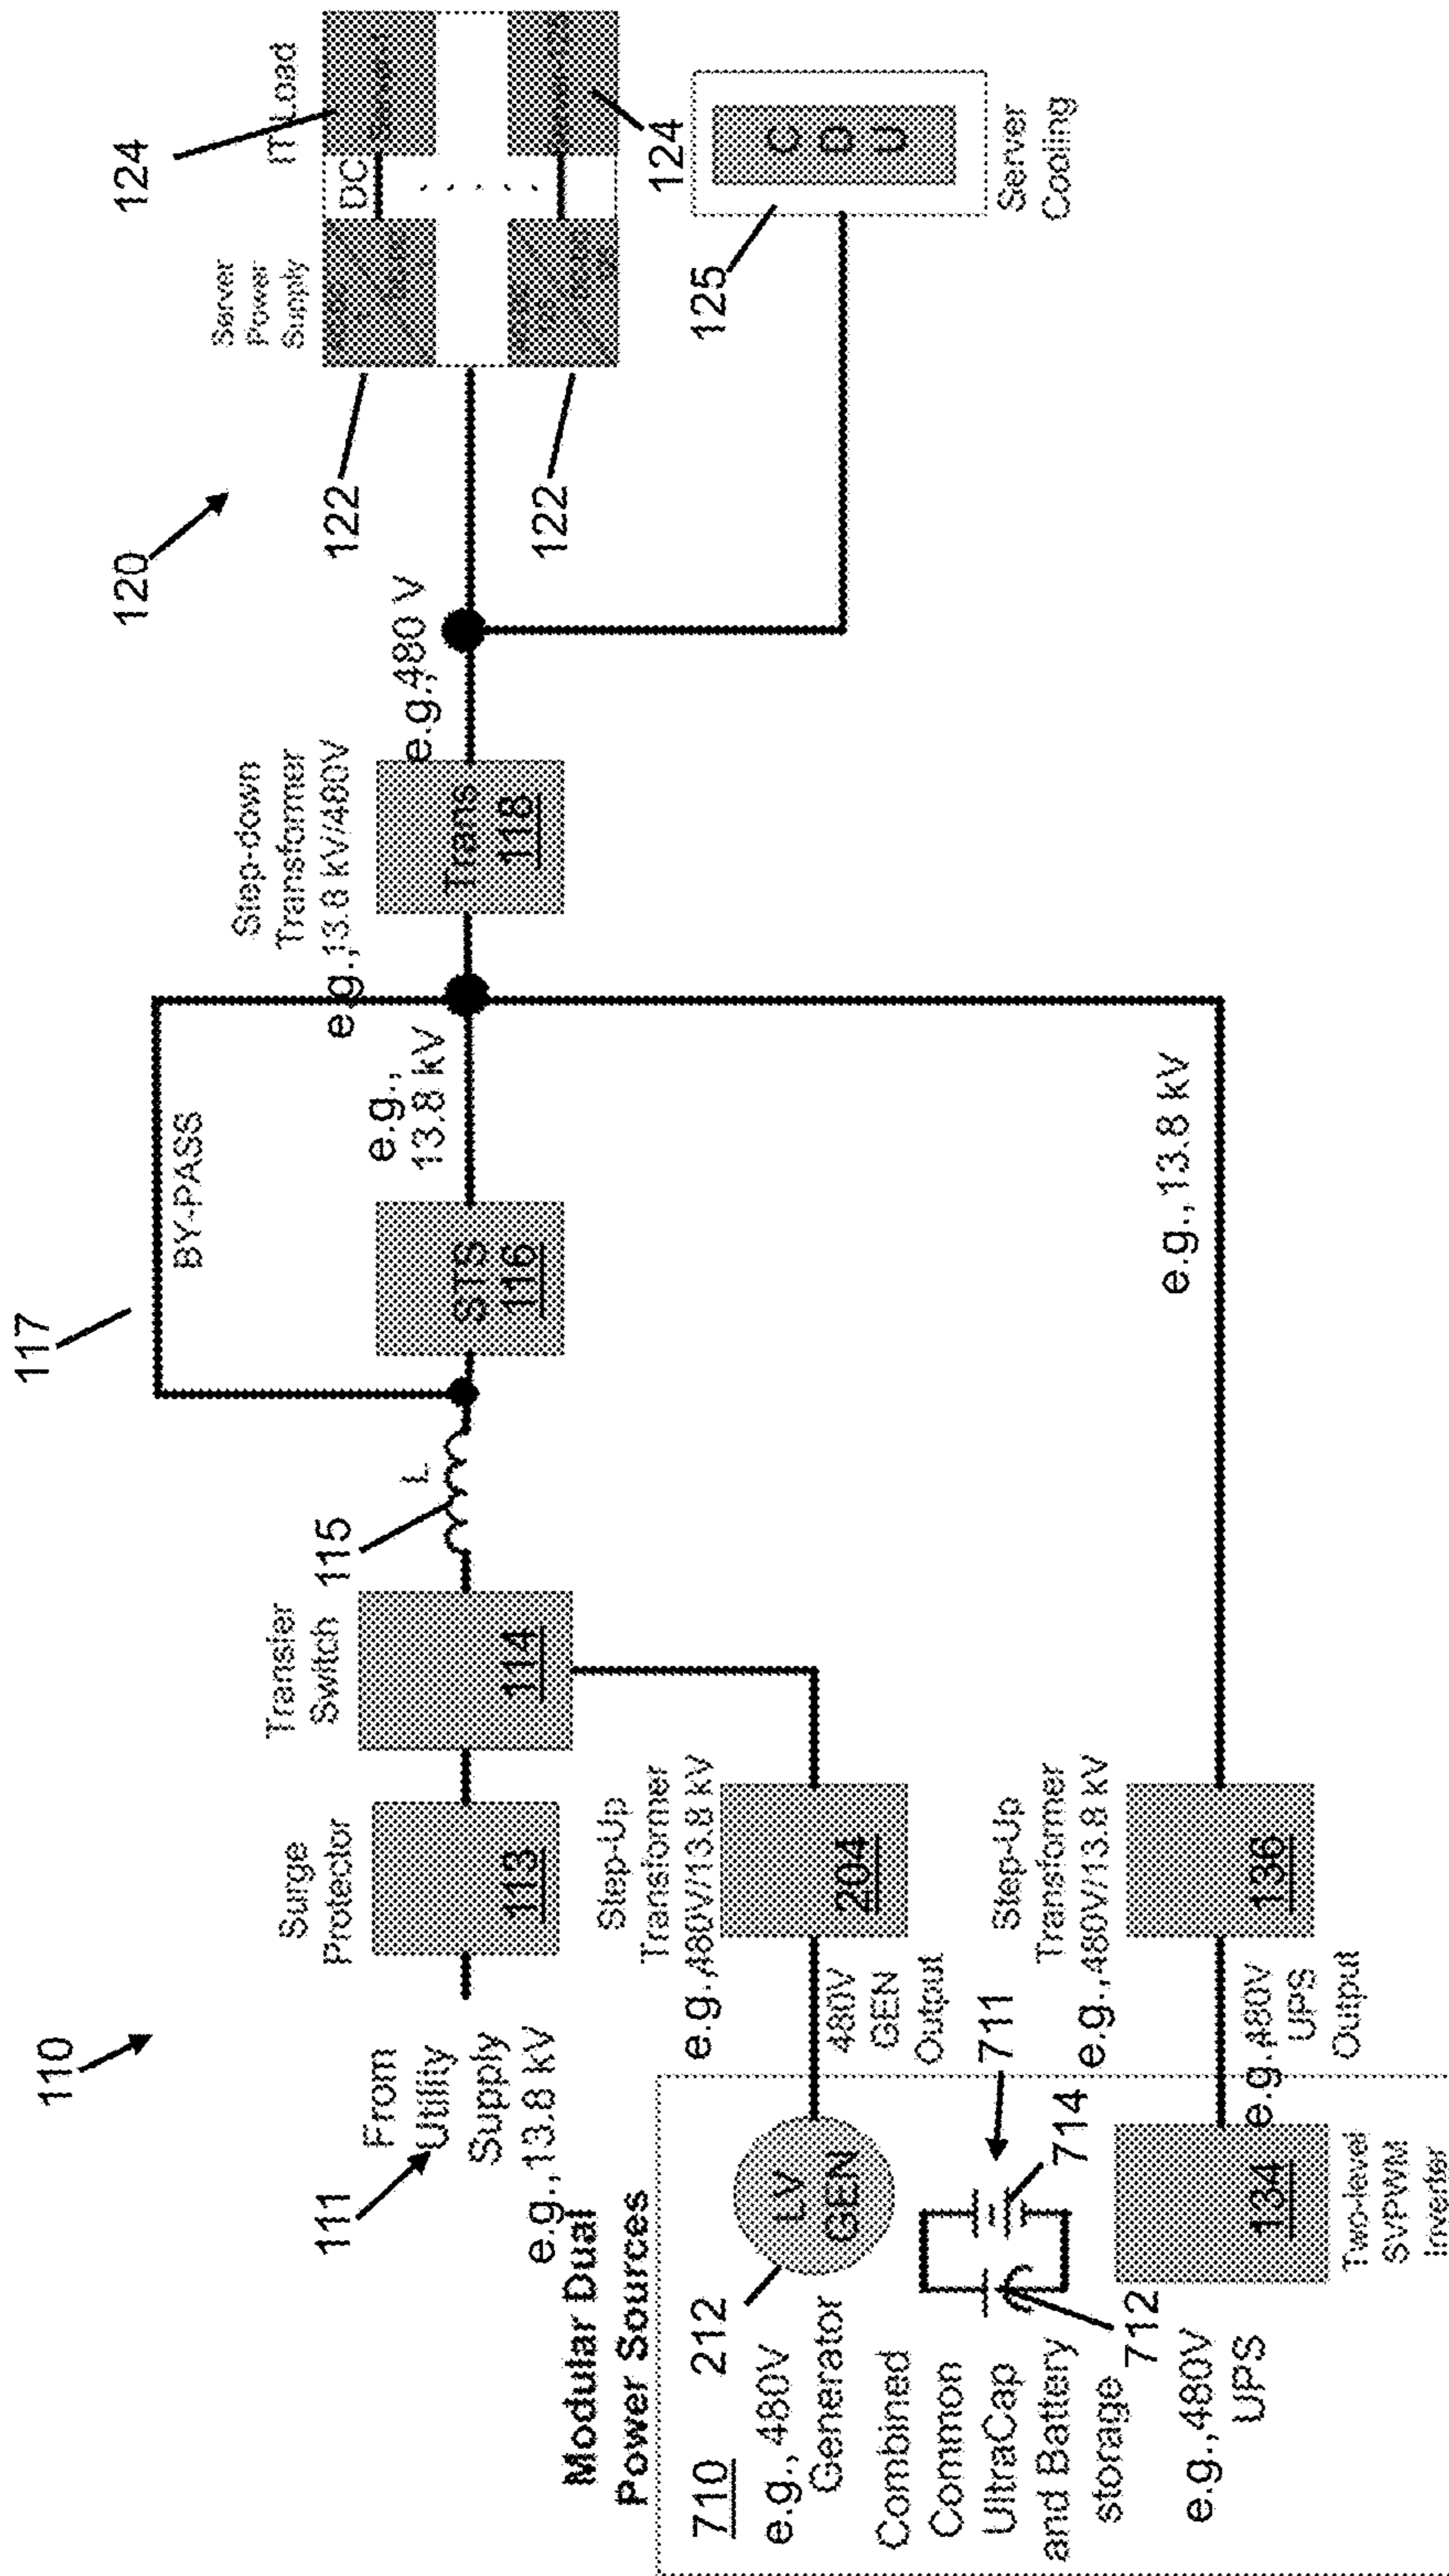 110
117
120
124
111
From
Utility
Supply
e.g., 13.8 kV
Surge
Protector
113
Transfer
Switch
114
115
L
BY-PASS
STS
116
e.g.,
13.8 kV
Step-down
Transformer
e.g., 13.8 kV/480V
Trans
118
e.g., 480 V
122
122
Server
Power
Supply
DC
IT Load
124
125
C
D
U
Server
Cooling
Modular Dual
Power Sources
710
212
e.g., 480V
Generator
LV
GEN
480V
GEN
Output
Step-Up
Transformer
e.g., 480V/13.8 kV
204
Combined
Common
UltraCap
and Battery
storage
711
712
714
e.g., 480V
UPS
134
Two-level
SVPWM
Inverter
e.g., 480V
UPS
Output
Step-Up
Transformer
e.g., 480V/13.8 kV
136
e.g., 13.8 kV